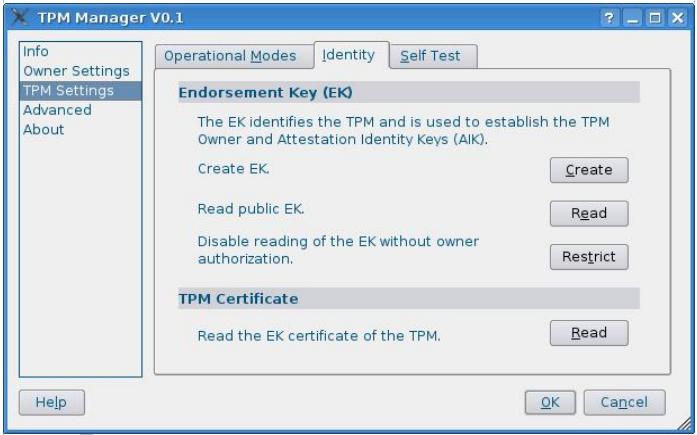 TPM Manager V0.1
Info
Owner Settings
TPM Settings
Advanced
About
Operational Modes
Identity
Self Test
Endorsement Key (EK)
The EK identifies the TPM and is used to establish the TPM
Owner and Attestation Identity Keys (AIK).
Create EK.
Create
Read public EK.
Read
Disable reading of the EK without owner
authorization.
Restrict
TPM Certificate
Read the EK certificate of the TPM.
Read
Help
OK
Cancel